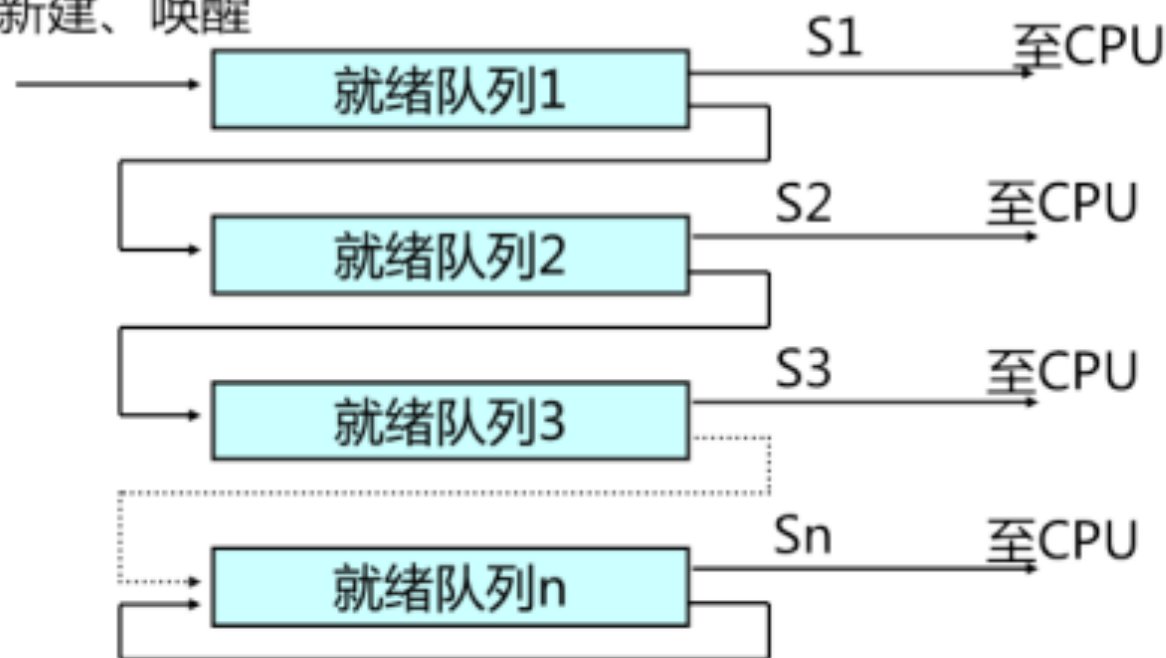 新建、唤醒
就绪队列1 S1 至CPU
就绪队列2 S2 至CPU
就绪队列3 S3 至CPU
就绪队列n Sn 至CPU